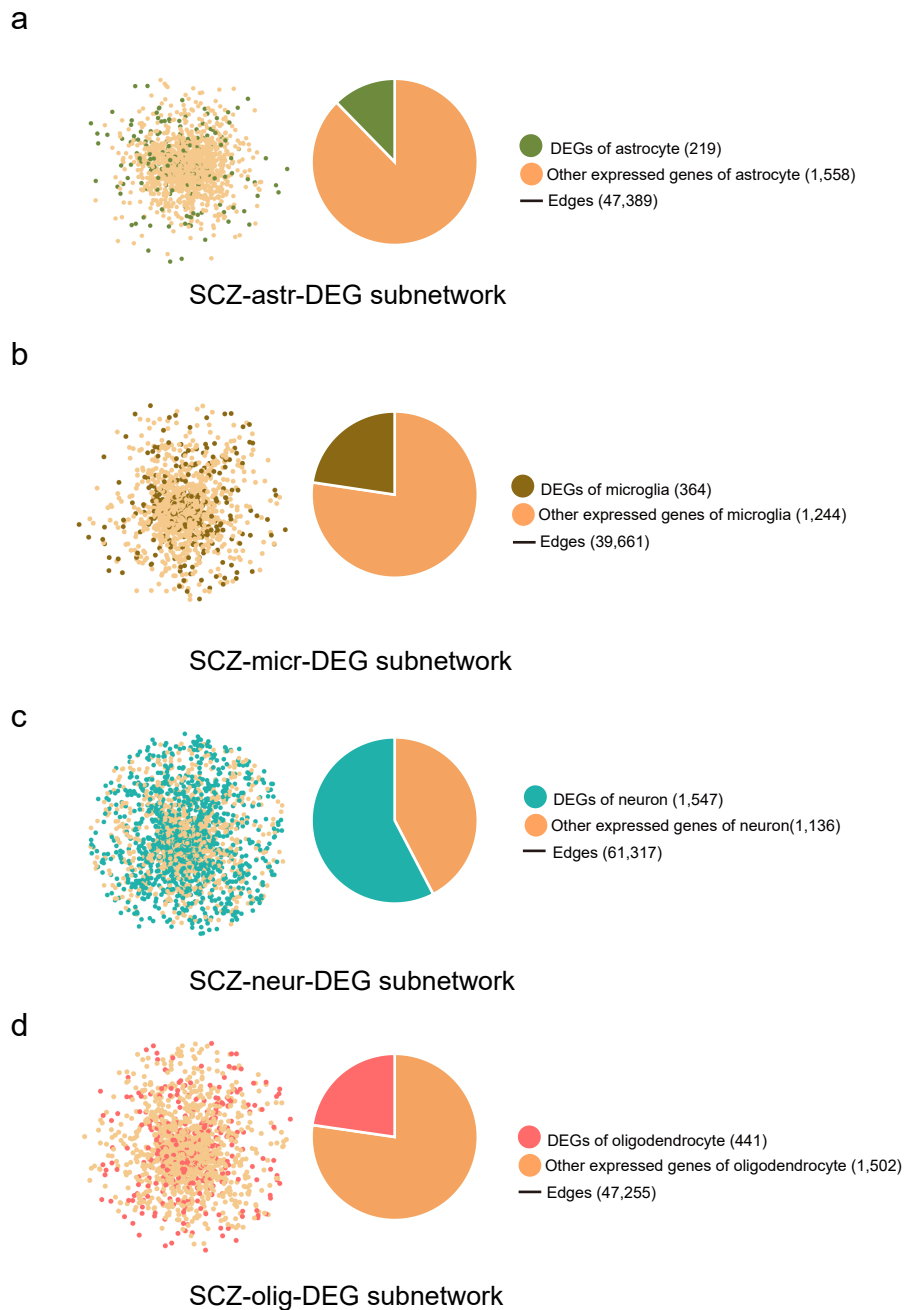 a
DEGs of astrocyte (219)
Other expressed genes of astrocyte (1,558)
Edges (47,389)
SCZ-astr-DEG subnetwork
b
DEGs of microglia (364)
Other expressed genes of microglia (1,244)
Edges (39,661)
SCZ-micr-DEG subnetwork
c
DEGs of neuron (1,547)
Other expressed genes of neuron(1,136)
Edges (61,317)
SCZ-neur-DEG subnetwork
d
DEGs of oligodendrocyte (441)
Other expressed genes of oligodendrocyte (1,502)
Edges (47,255)
SCZ-olig-DEG subnetwork